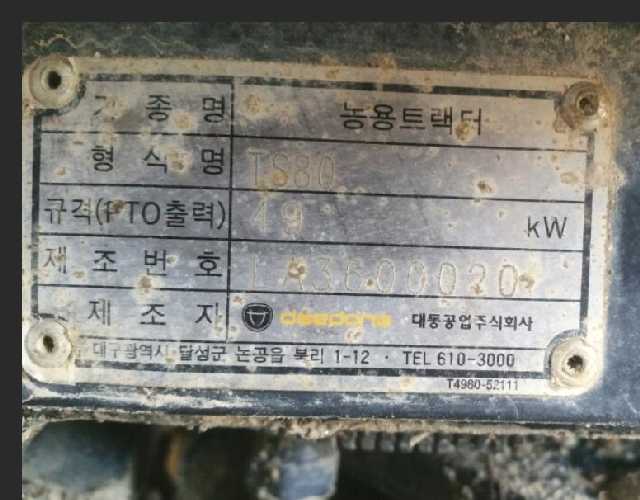 기 종 명 농용트랙터
형 식 명 TS80
규격(PTO출력) 49 kW
제 조 번 호 LA3600020
제 조 자 daedong 대동공업주식회사
대구광역시 달성군 논공읍 북리 1-12 · TEL 610-3000
T4980-52111